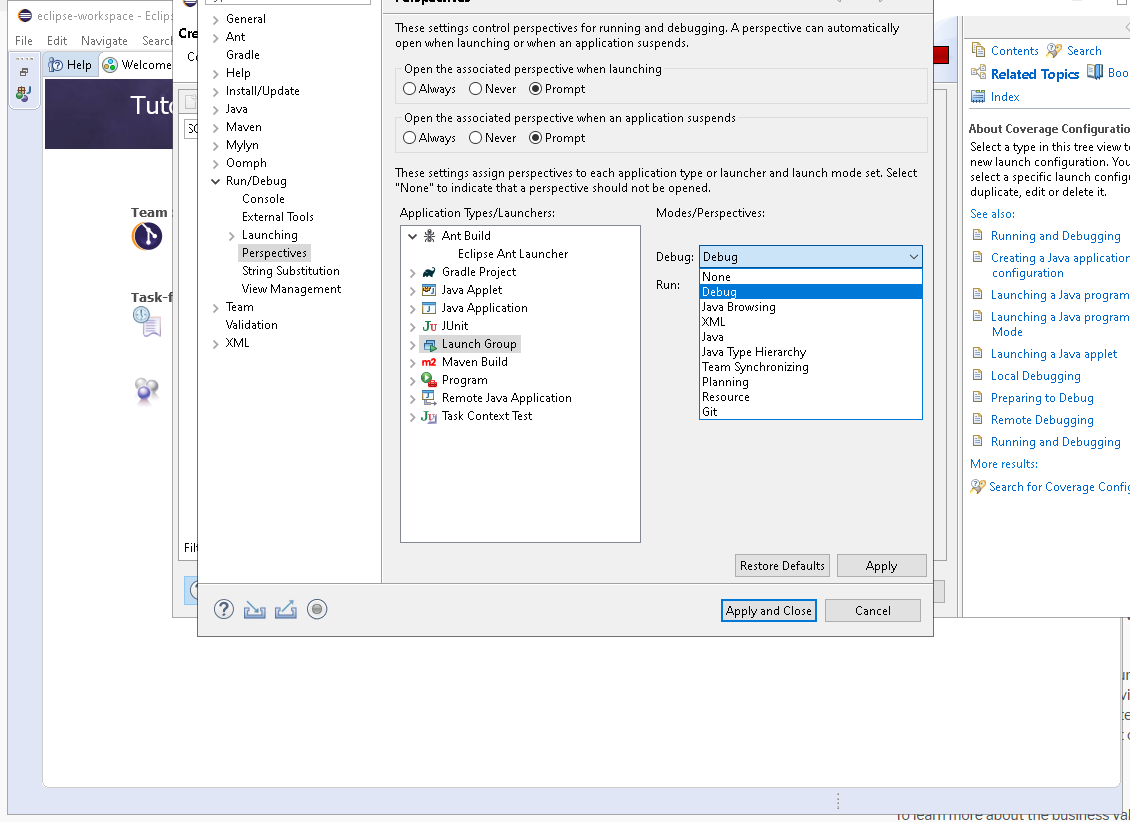 eclipse-workspace - Eclips
File Edit Navigate Search
Help
Welcome
Tuto
Team
Task-f
Cre
Filt
General
Ant
Gradle
Help
Install/Update
Java
Maven
Mylyn
Oomph
Run/Debug
Console
External Tools
Launching
Perspectives
String Substitution
View Management
Team
Validation
XML
Perspectives
These settings control perspectives for running and debugging. A perspective can automatically
open when launching or when an application suspends.
Open the associated perspective when launching
Always Never Prompt
Open the associated perspective when an application suspends
Always Never Prompt
These settings assign perspectives to each application type or launcher and launch mode set. Select
"None" to indicate that a perspective should not be opened.
Application Types/Launchers:
Ant Build
Eclipse Ant Launcher
Gradle Project
Java Applet
Java Application
JUnit
Launch Group
Maven Build
Program
Remote Java Application
Task Context Test
Modes/Perspectives:
Debug: Debug
Run:
None
Debug
Java Browsing
XML
Java
Java Type Hierarchy
Team Synchronizing
Planning
Resource
Git
Restore Defaults
Apply
Apply and Close
Cancel
Contents Search
Related Topics Boo
Index
About Coverage Configuratio
Select a type in this tree view to
new launch configuration. You
select a specific launch configu
duplicate, edit or delete it.
See also:
Running and Debugging
Creating a Java application
configuration
Launching a Java program
Launching a Java program
Mode
Launching a Java applet
Local Debugging
Preparing to Debug
Remote Debugging
Running and Debugging
More results:
Search for Coverage Config
To learn more about the business val